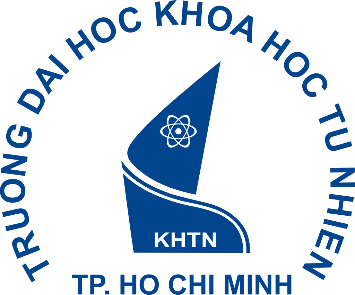 TRUONG DAI HOC KHOA HOC TU NHIEN
KHTN
TP. HO CHI MINH